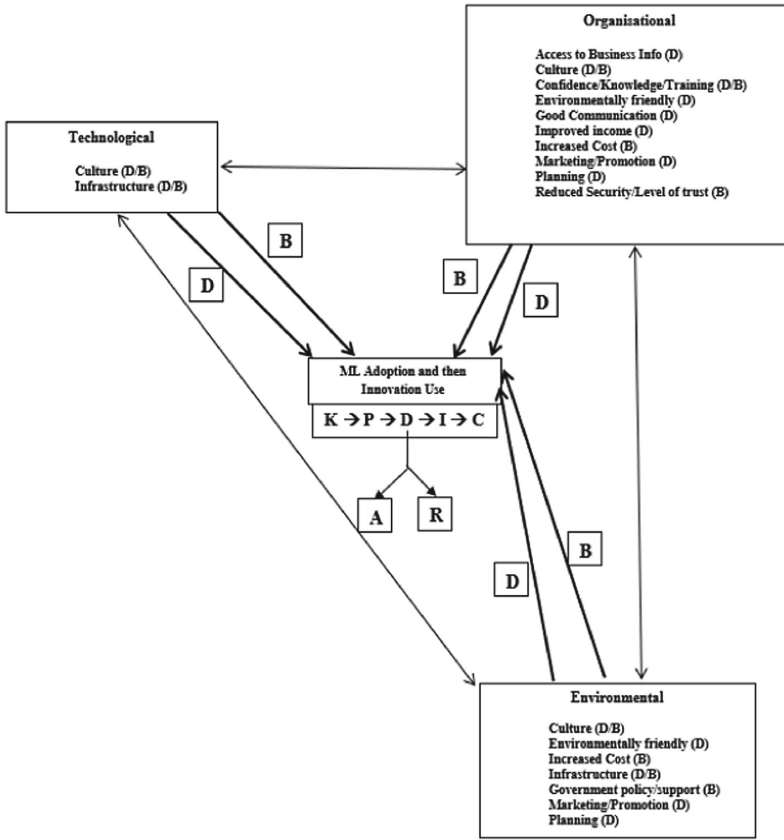 Organisational
Access to Business Info (D)
Culture (D/B)
Confidence/Knowledge/Training (D/B)
Environmentally friendly (D)
Good Communication (D)
Improved income (D)
Increased Cost (B)
Marketing/Promotion (D)
Planning (D)
Reduced Security/Level of trust (B)
Technological
Culture (D/B)
Infrastructure (D/B)
B
D
B
D
ML Adoption and then
Innovation Use
K → P → D → I → C
A
R
B
D
Environmental
Culture (D/B)
Environmentally friendly (D)
Increased Cost (B)
Infrastructure (D/B)
Government policy/support (B)
Marketing/Promotion (D)
Planning (D)